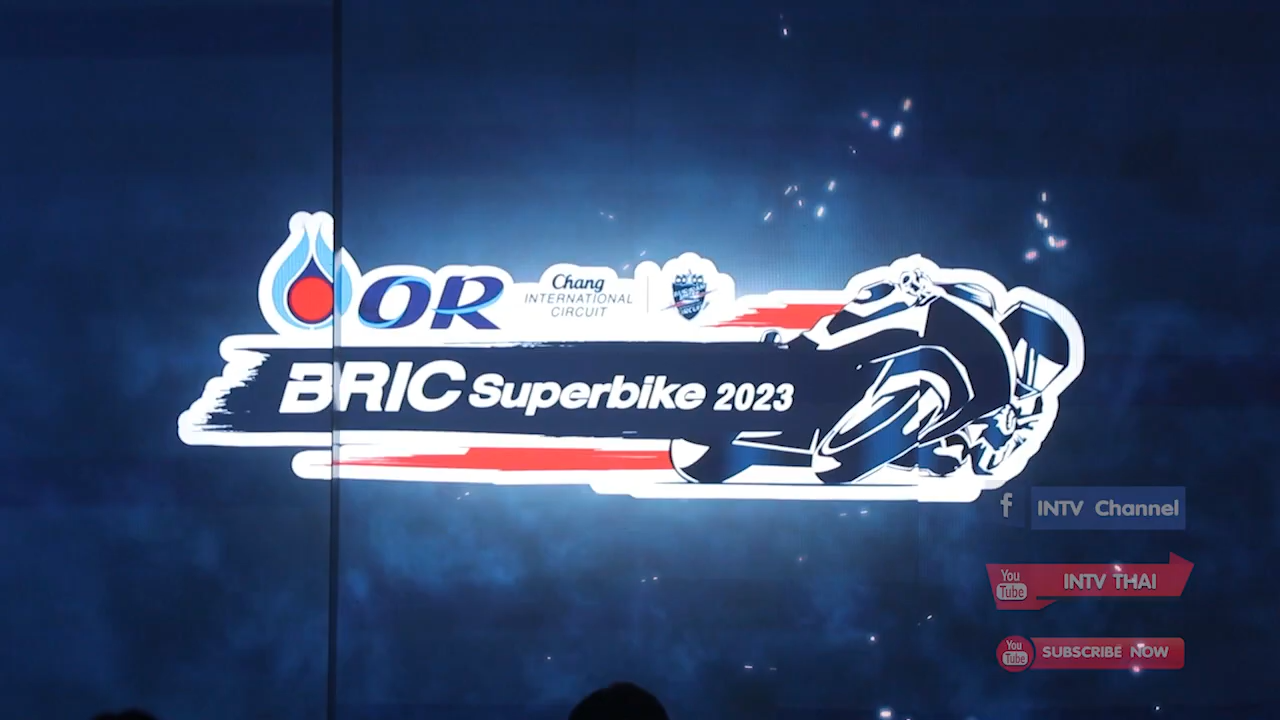 OR
Chang
INTERNATIONAL
CIRCUIT
BRIC Superbike 2023
f INTV Channel
You Tube INTV THAI
You Tube SUBSCRIBE NOW